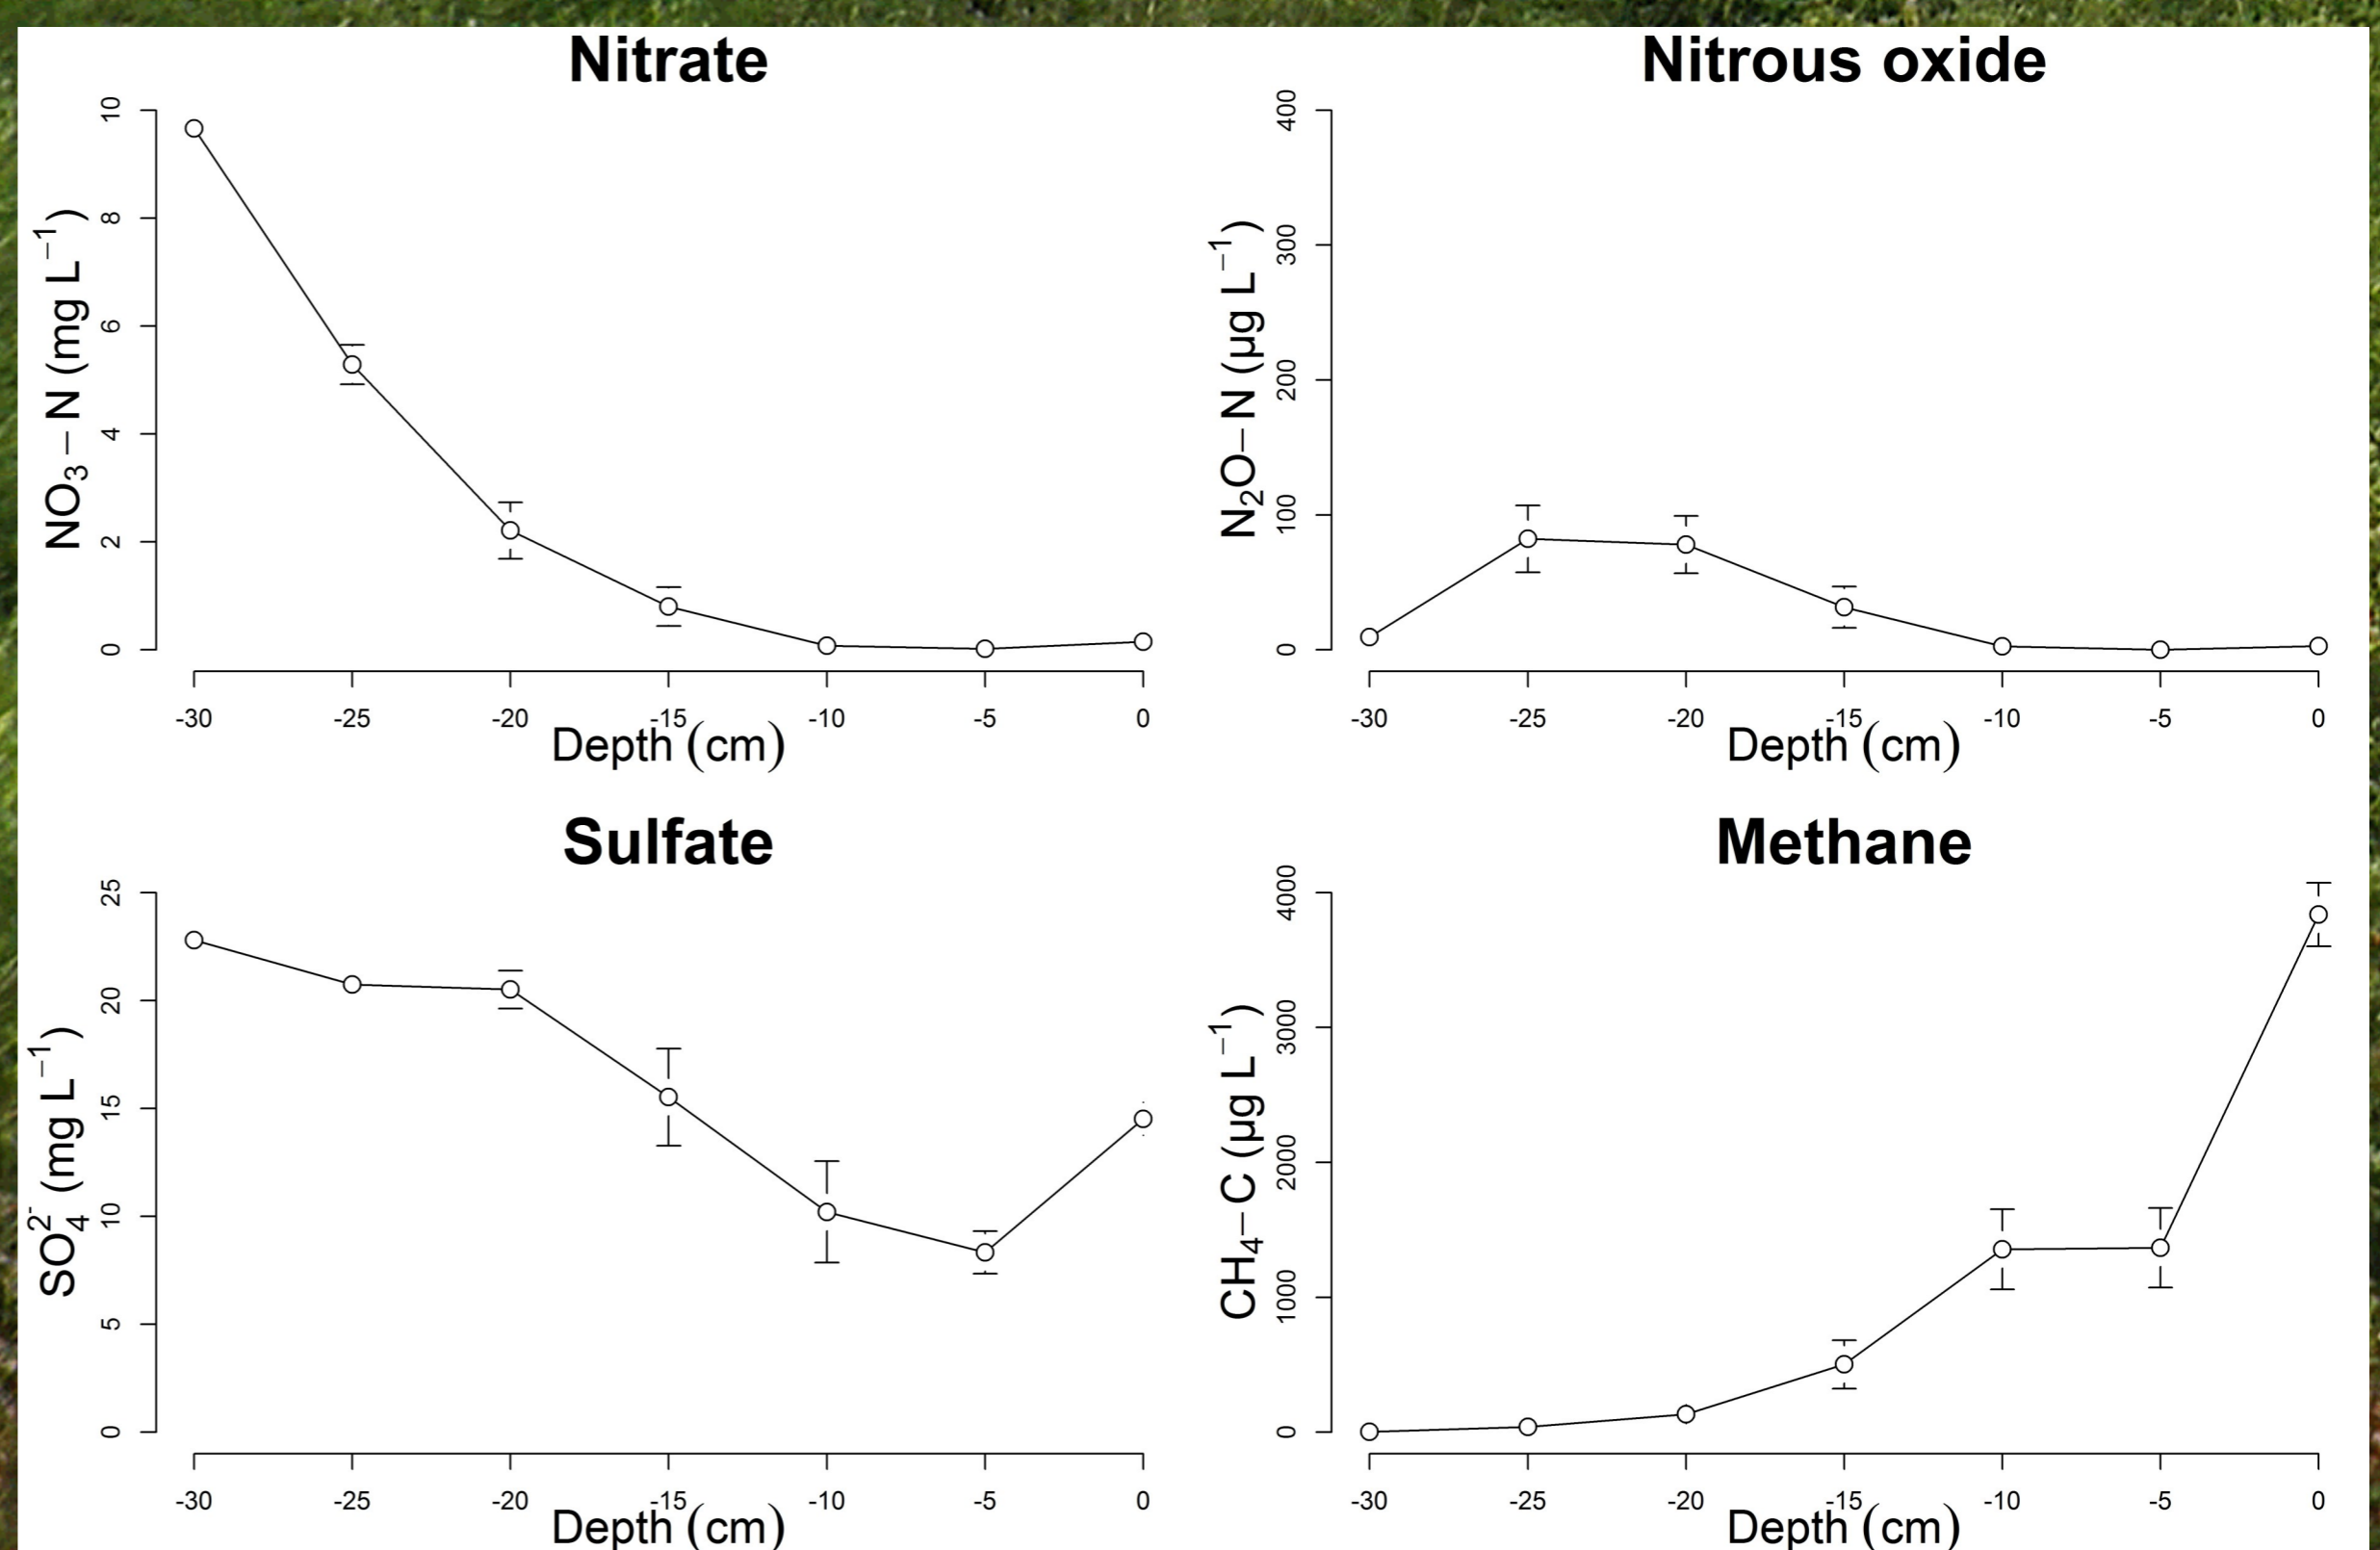 Nitrate
10
8
6
4
2
0
NO₃ – N (mg L⁻¹)
-30 -25 -20 -15 -10 -5 0
Depth (cm)
Nitrous oxide
400
300
200
100
0
N₂O – N (µg L⁻¹)
-30 -25 -20 -15 -10 -5 0
Depth (cm)
Sulfate
25
20
15
10
5
0
SO₄²⁻ (mg L⁻¹)
-30 -25 -20 -15 -10 -5 0
Depth (cm)
Methane
4000
3000
2000
1000
0
CH₄ – C (µg L⁻¹)
-30 -25 -20 -15 -10 -5 0
Depth (cm)